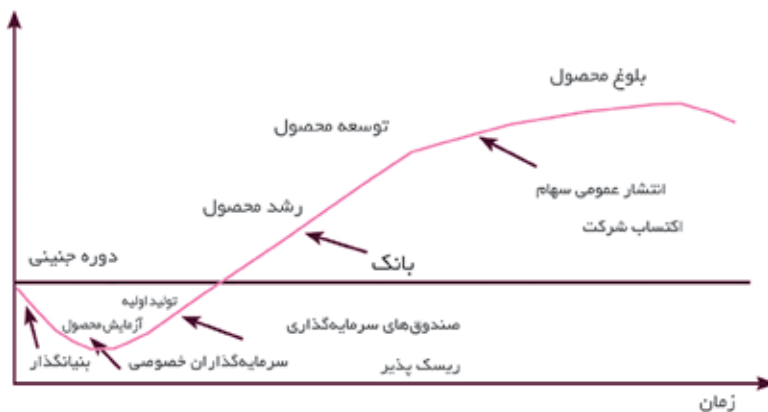 بلوغ محصول
توسعه محصول
انتشار عمومی سهام
اکتساب شرکت
رشد محصول
بانک
دوره جنینی
تولید اولیه
آزمایش محصول
صندوق‌های سرمایه‌گذاری
ریسک پذیر
سرمایه‌گذاران خصوصی
بنیانگذار
زمان